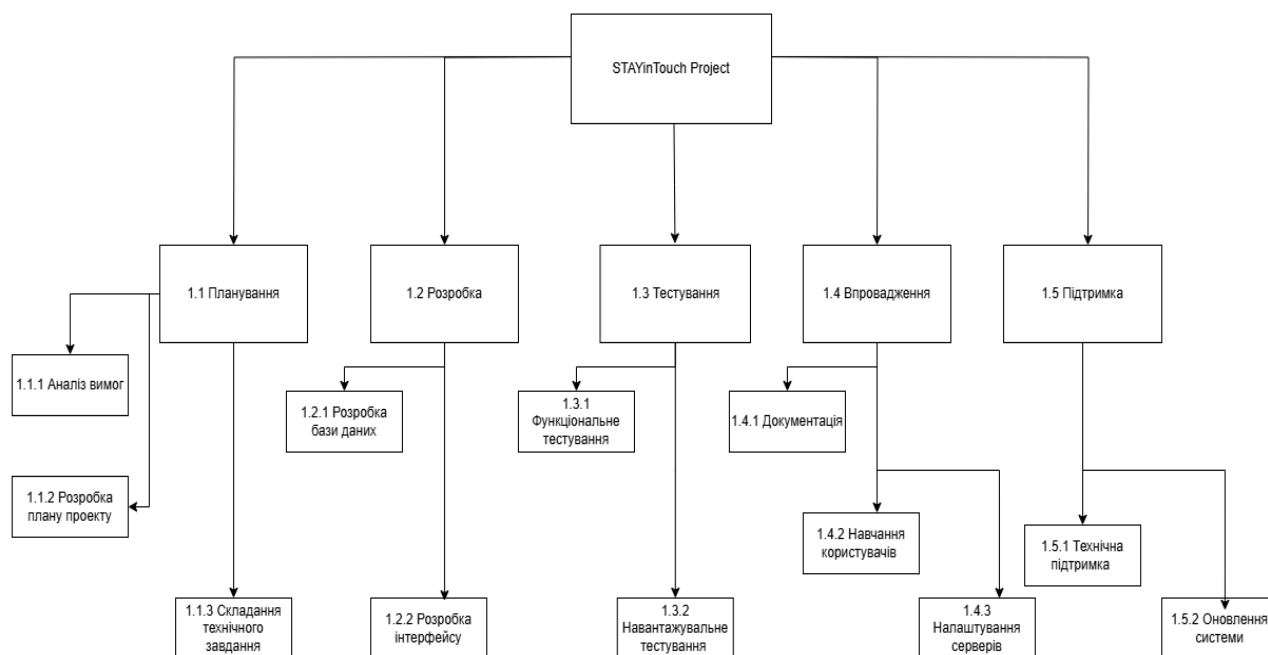 STAYinTouch Project
1.1 Планування
1.2 Розробка
1.3 Тестування
1.4 Впровадження
1.5 Підтримка
1.1.1 Аналіз вимог
1.2.1 Розробка
бази даних
1.3.1
Функціональне
тестування
1.4.1 Документація
1.1.2 Розробка
плану проекту
1.4.2 Навчання
користувачів
1.5.1 Технічна
підтримка
1.1.3 Складання
технічного
завдання
1.2.2 Розробка
інтерфейсу
1.3.2
Навантажувальне
тестування
1.4.3
Налаштування
серверів
1.5.2 Оновлення
системи